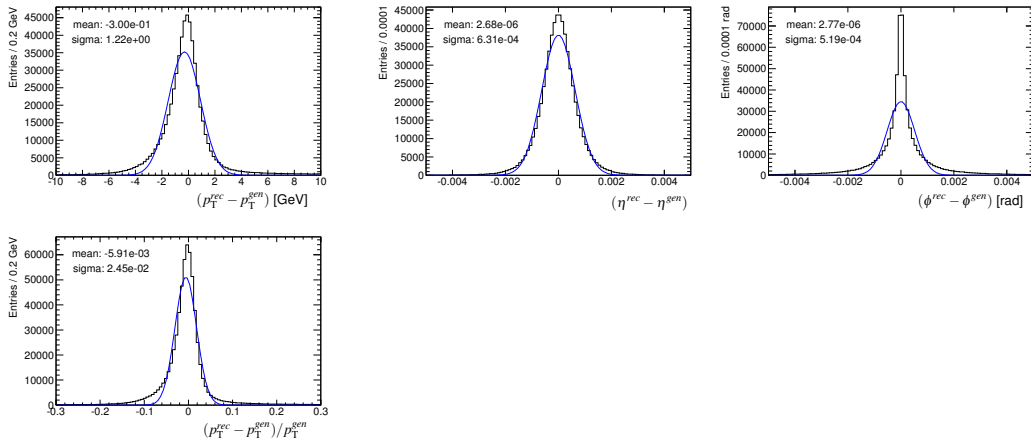 Entries / 0.2 GeV
45000
40000
35000
30000
25000
20000
15000
10000
5000
0
mean: -3.00e-01
sigma: 1.22e+00
-10 -8 -6 -4 -2 0 2 4 6 8 10
(p_T^rec − p_T^gen) [GeV]
Entries / 0.0001
45000
40000
35000
30000
25000
20000
15000
10000
5000
0
mean: 2.68e-06
sigma: 6.31e-04
-0.004 -0.002 0 0.002 0.004
(η^rec − η^gen)
Entries / 0.0001 rad
80000
70000
60000
50000
40000
30000
20000
10000
0
mean: 2.77e-06
sigma: 5.19e-04
-0.004 -0.002 0 0.002 0.004
(ϕ^rec − ϕ^gen) [rad]
Entries / 0.2 GeV
60000
50000
40000
30000
20000
10000
0
mean: -5.91e-03
sigma: 2.45e-02
-0.3 -0.2 -0.1 0 0.1 0.2 0.3
(p_T^rec − p_T^gen)/p_T^gen